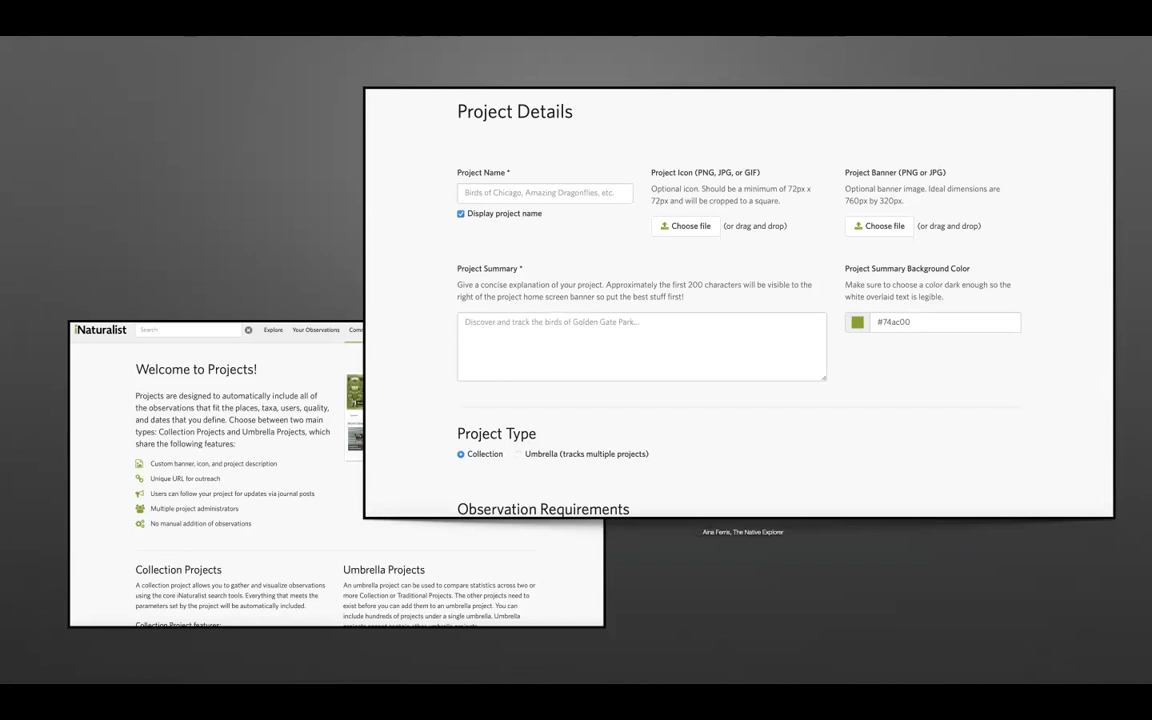 Project Details
Project Name *
Birds of Chicago, Amazing Dragonflies, etc.
Display project name
Project Icon (PNG, JPG, or GIF)
Optional icon. Should be a minimum of 72px x
72px and will be cropped to a square.
Choose file (or drag and drop)
Project Banner (PNG or JPG)
Optional banner image. Ideal dimensions are
760px by 320px.
Choose file (or drag and drop)
Project Summary *
Give a concise explanation of your project. Approximately the first 200 characters will be visible to the
right of the project home screen banner so put the best stuff first!
Discover and track the birds of Golden Gate Park...
Project Summary Background Color
Make sure to choose a color dark enough so the
white overlaid text is legible.
#74ac00
Project Type
Collection Umbrella (tracks multiple projects)
Observation Requirements
Aina Ferris, The Native Explorer
iNaturalist Search Explore Your Observations
Welcome to Projects!
Projects are designed to automatically include all of
the observations that fit the places, taxa, users, quality,
and dates that you define. Choose between two main
types: Collection Projects and Umbrella Projects, which
share the following features:
Custom banner, icon, and project description
Unique URL for outreach
Users can follow your project for updates via journal posts
Multiple project administrators
No manual addition of observations
Collection Projects
A collection project allows you to gather and visualize observations
using the core iNaturalist search tools. Everything that meets the
parameters set by the project will be automatically included.
Collection Project features:
Umbrella Projects
An umbrella project can be used to compare statistics across two or
more Collection or Traditional Projects. The other projects need to
exist before you can add them to an umbrella project. You can
include hundreds of projects under a single umbrella. Umbrella